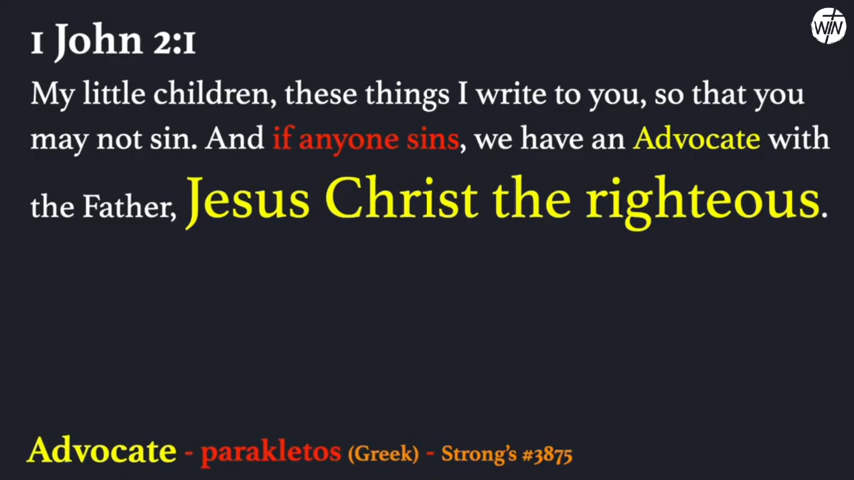 WIN
1 John 2:1
My little children, these things I write to you, so that you
may not sin. And if anyone sins, we have an Advocate with
the Father, Jesus Christ the righteous.
Advocate - parakletos (Greek) - Strong's #3875